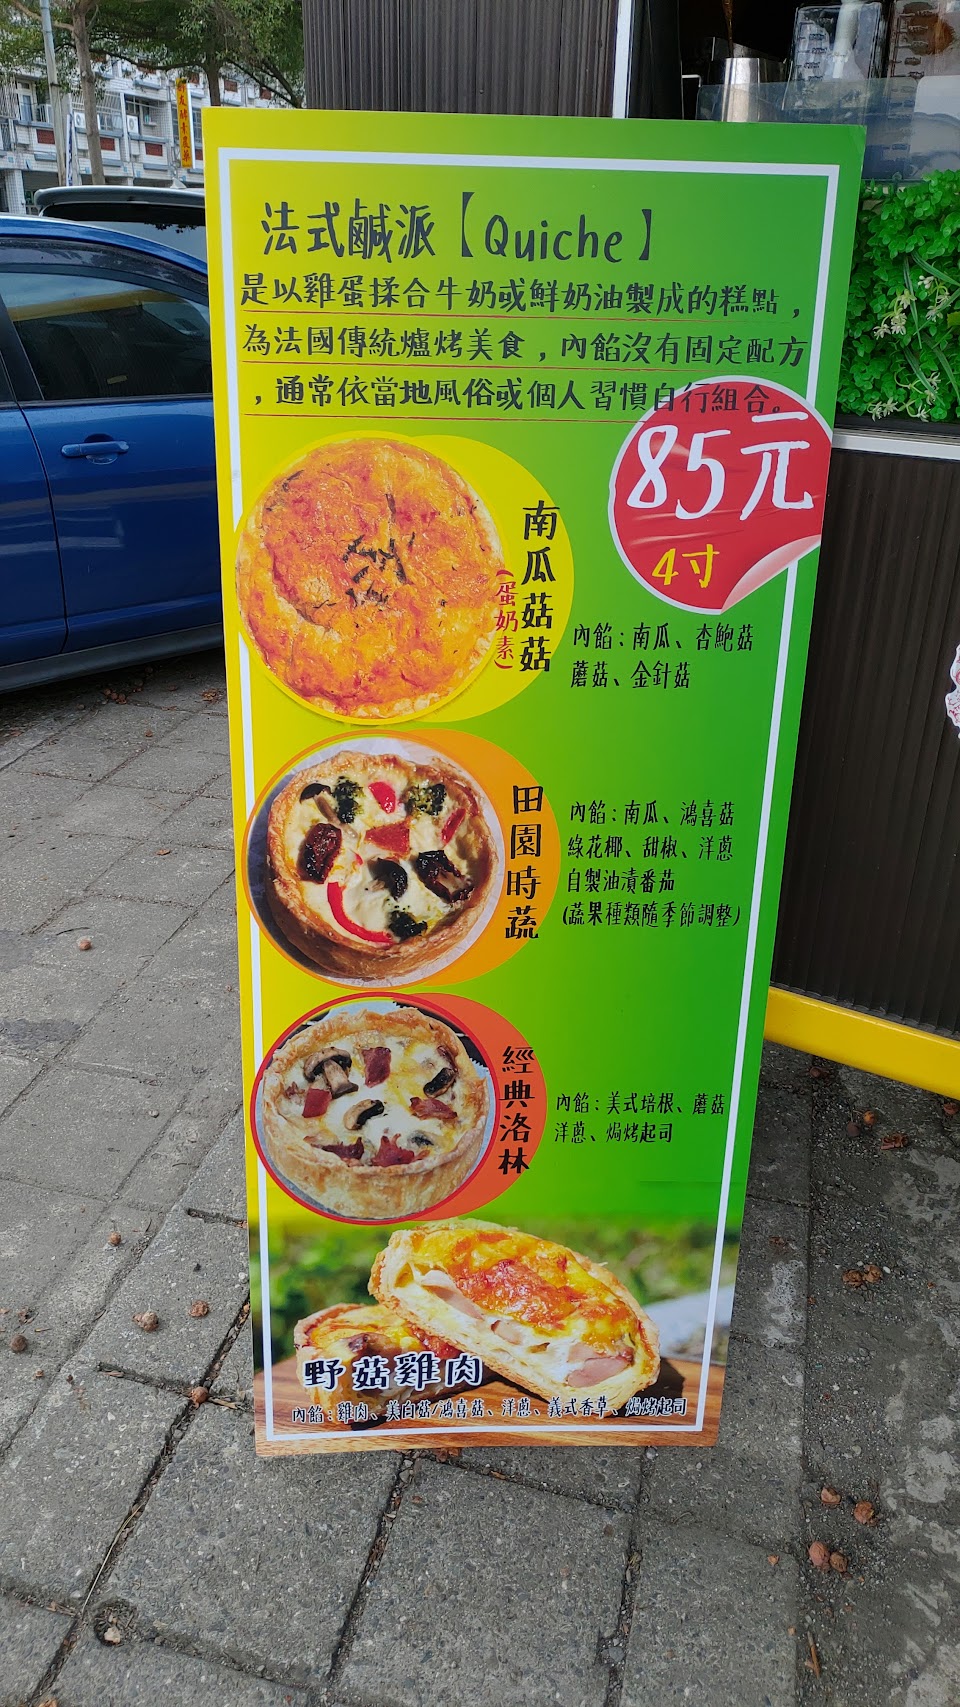 法式鹹派【Quiche】
是以雞蛋揉合牛奶或鮮奶油製成的糕點，
為法國傳統爐烤美食，內餡沒有固定配方
，通常依當地風俗或個人習慣自行組合。
85元
4寸
南瓜菇菇
(蛋奶素)
內餡：南瓜、杏鮑菇
蘑菇、金針菇
田園時蔬
內餡：南瓜、鴻喜菇
綠花椰、甜椒、洋蔥
自製油漬番茄
(蔬果種類隨季節調整)
經典洛林
內餡：美式培根、蘑菇
洋蔥、焗烤起司
野菇雞肉
內餡：雞肉、美白菇/鴻喜菇、洋蔥、義式香草、焗烤起司